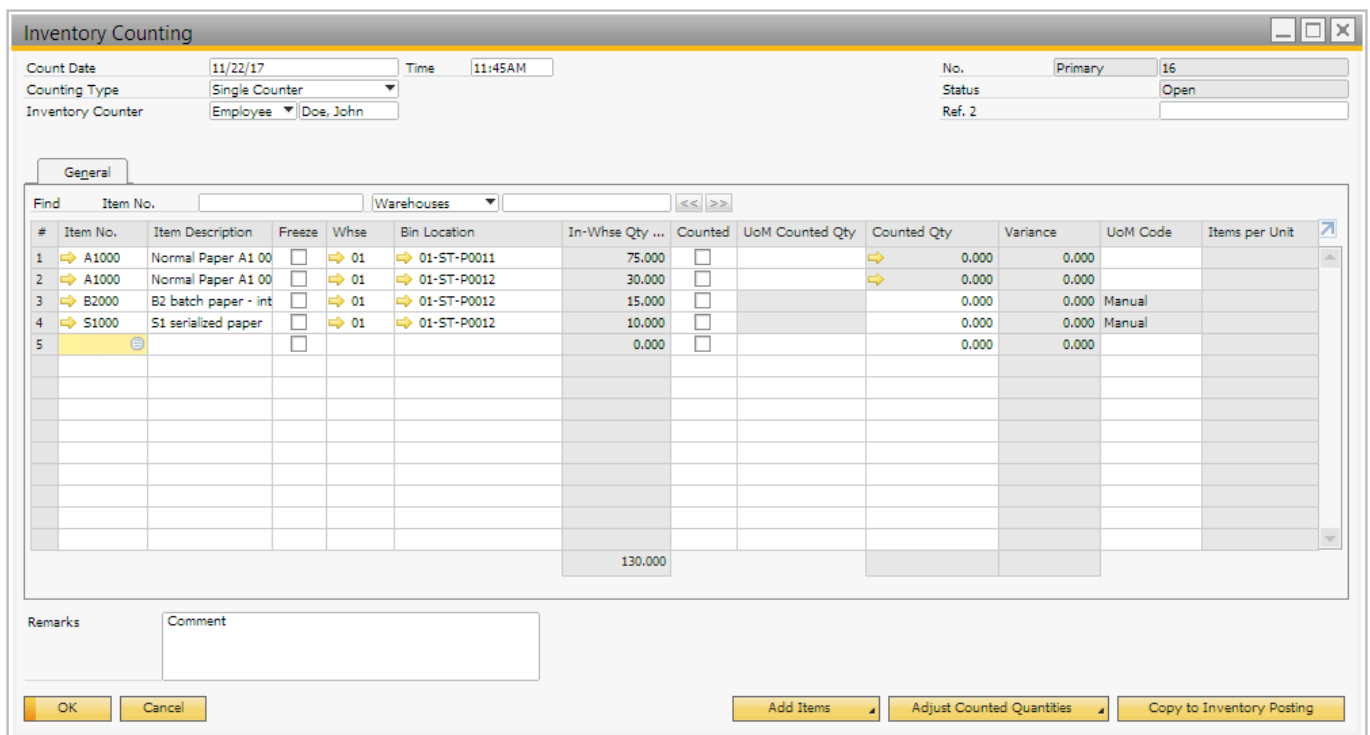 Inventory Counting
Count Date 11/22/17 Time 11:45AM No. Primary 16
Counting Type Single Counter Status Open
Inventory Counter Employee Doe, John Ref. 2
General
Find Item No. Warehouses << >>
# Item No. Item Description Freeze Whse Bin Location In-Whse Qty ... Counted UoM Counted Qty Counted Qty Variance UoM Code Items per Unit
1 A1000 Normal Paper A1 00 01 01-ST-P0011 75.000 0.000 0.000
2 A1000 Normal Paper A1 00 01 01-ST-P0012 30.000 0.000 0.000
3 B2000 B2 batch paper - int 01 01-ST-P0012 15.000 0.000 0.000 Manual
4 S1000 S1 serialized paper 01 01-ST-P0012 10.000 0.000 0.000 Manual
5 0.000 0.000 0.000
130.000
Remarks Comment
OK Cancel Add Items Adjust Counted Quantities Copy to Inventory Posting